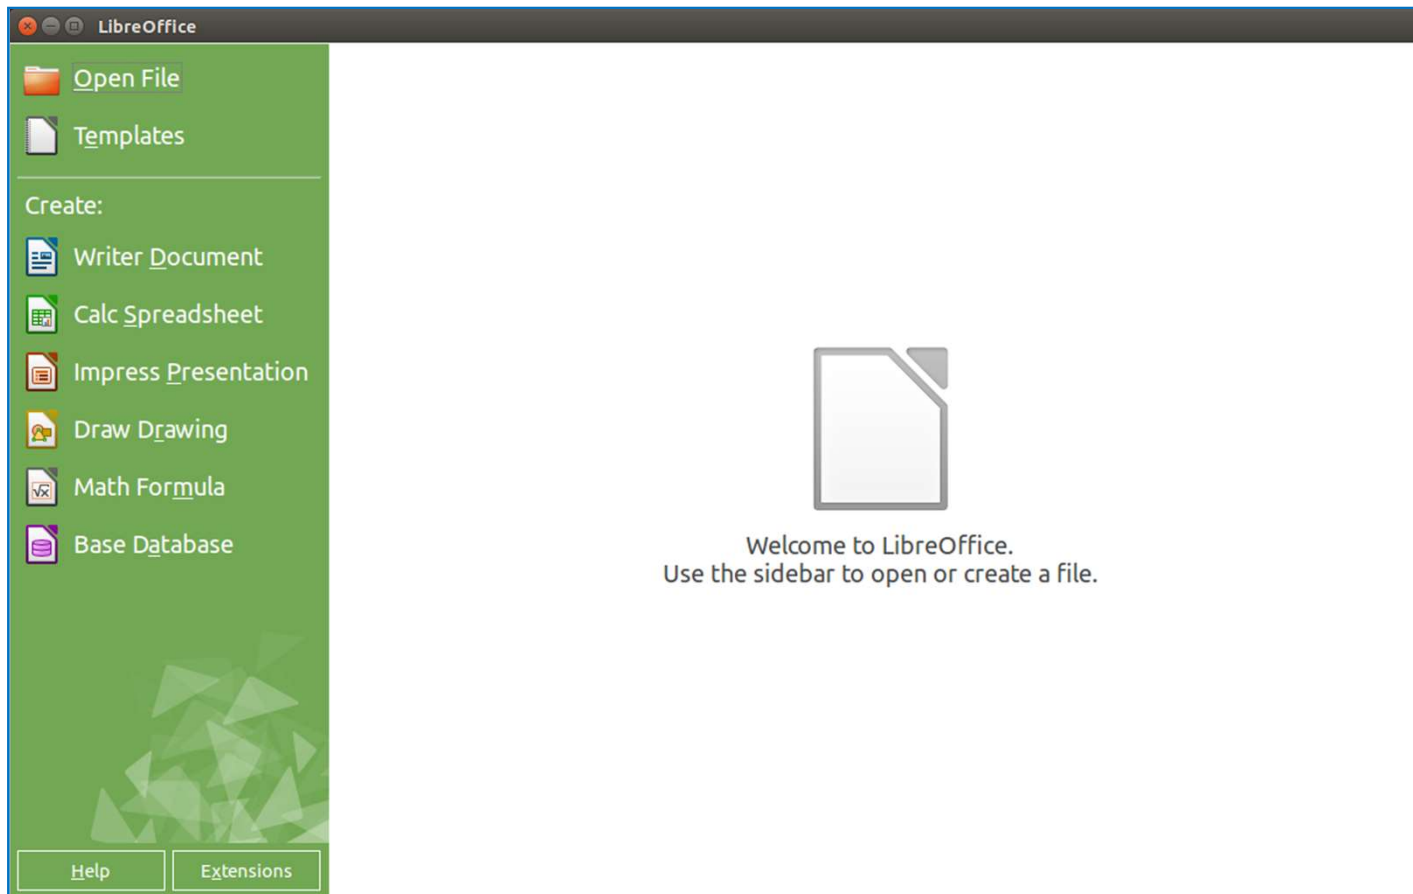 LibreOffice
Open File
Templates
Create:
Writer Document
Calc Spreadsheet
Impress Presentation
Draw Drawing
Math Formula
Base Database
Welcome to LibreOffice.
Use the sidebar to open or create a file.
Help
Extensions